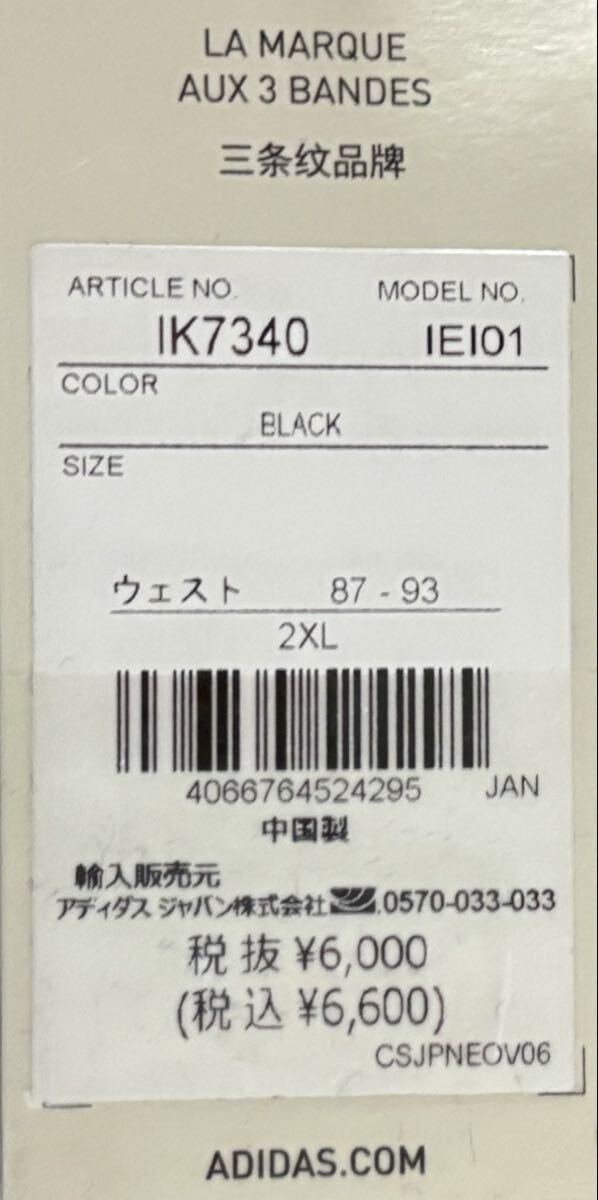 LA MARQUE
AUX 3 BANDES
三条纹品牌
ARTICLE NO. MODEL NO.
IK7340 IEI01
COLOR
BLACK
SIZE
ウェスト 87 - 93
2XL
4066764524295 JAN
中国製
輸入販売元
アディダス ジャパン株式会社 .0570-033-033
税 抜 ¥6,000
(税 込 ¥6,600)
CSJPNEOV06
ADIDAS.COM